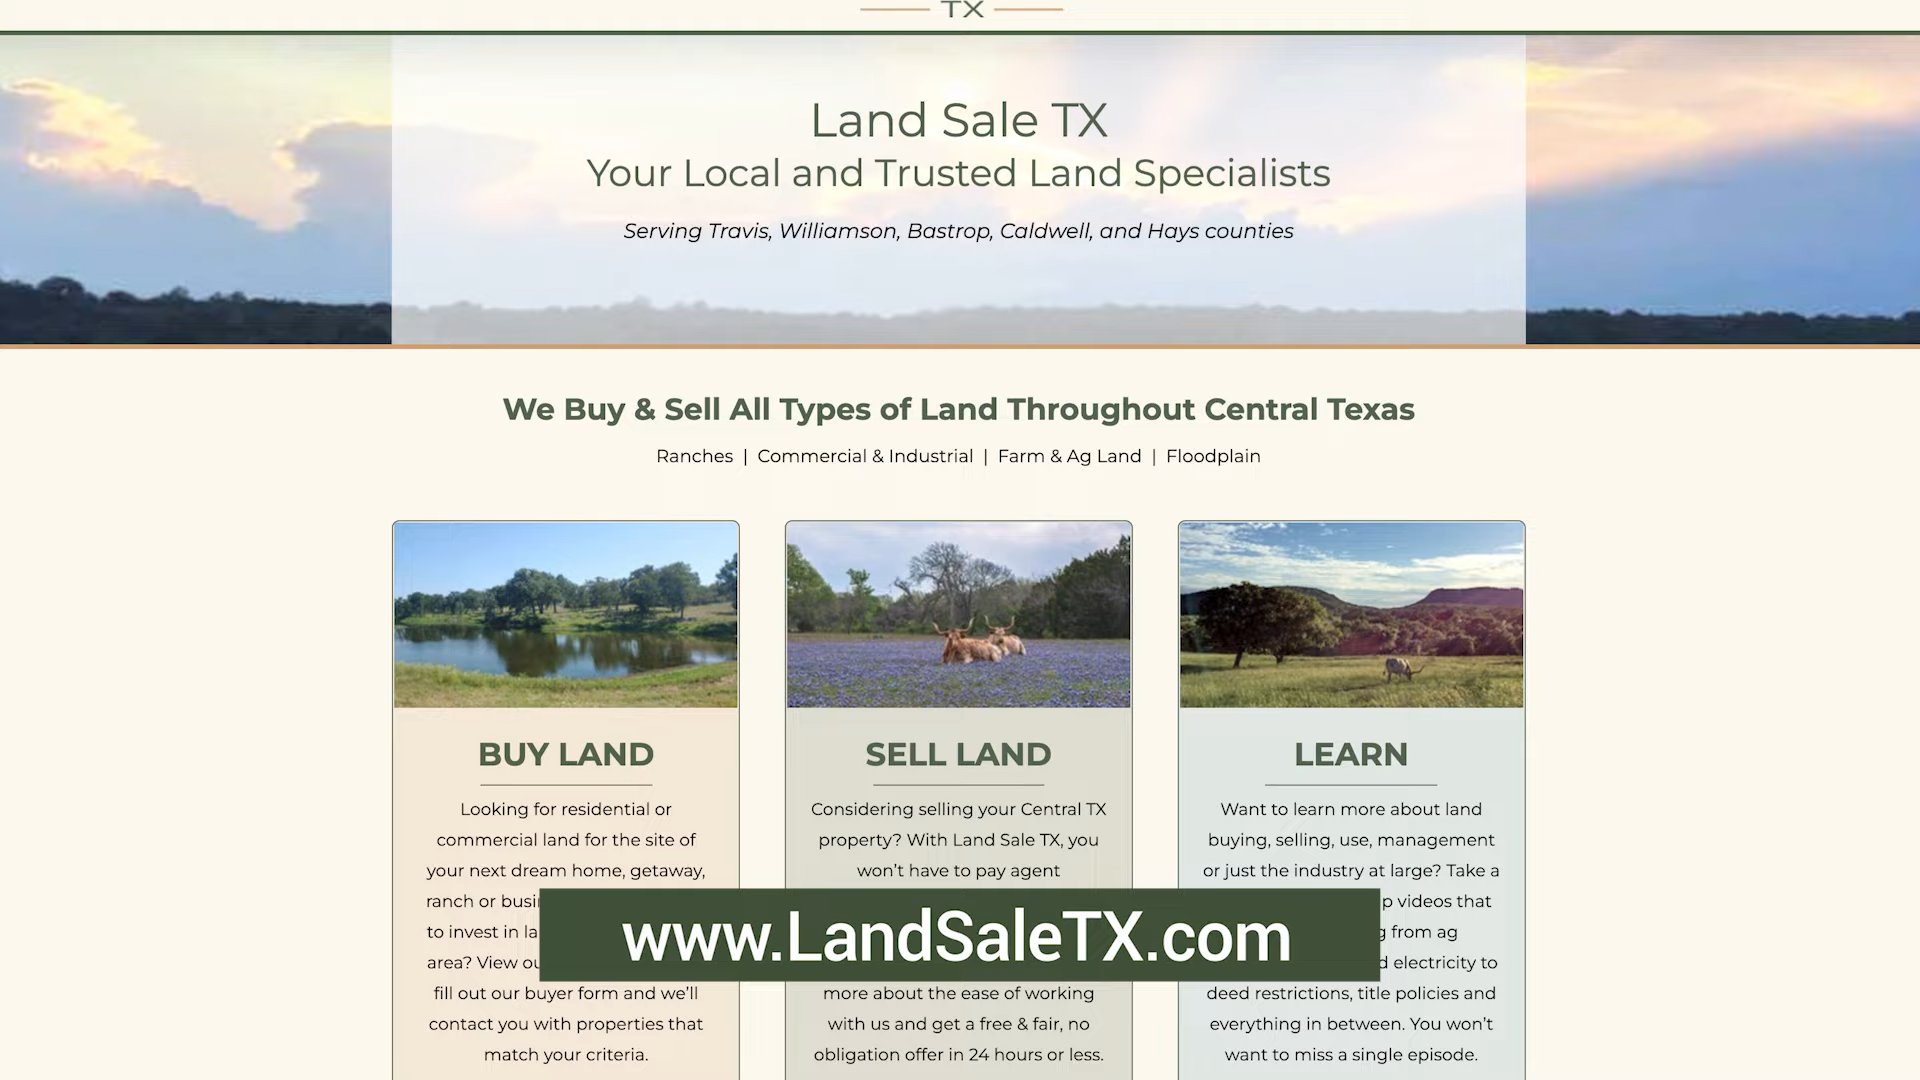 TX
Land Sale TX
Your Local and Trusted Land Specialists
Serving Travis, Williamson, Bastrop, Caldwell, and Hays counties
We Buy & Sell All Types of Land Throughout Central Texas
Ranches | Commercial & Industrial | Farm & Ag Land | Floodplain
BUY LAND
Looking for residential or
commercial land for the site of
your next dream home, getaway,
ranch or
to invest in
area? View
fill out our buyer form and we'll
contact you with properties that
match your criteria.
SELL LAND
Considering selling your Central TX
property? With Land Sale TX, you
won't have to pay agent
more about the ease of working
with us and get a free & fair, no
obligation offer in 24 hours or less.
LEARN
Want to learn more about land
buying, selling, use, management
or just the industry at large? Take a
videos that
from ag
electricity to
deed restrictions, title policies and
everything in between. You won't
want to miss a single episode.
www.LandSaleTX.com